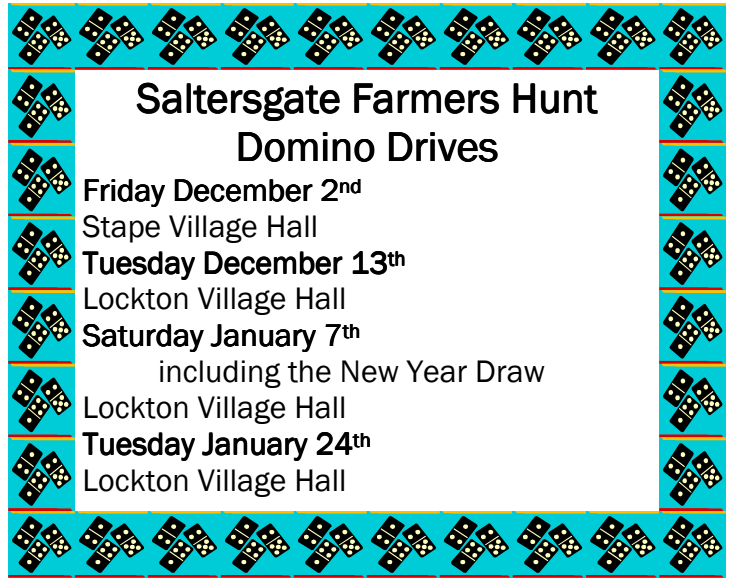 Saltersgate Farmers Hunt
Domino Drives
Friday December 2nd
Stape Village Hall
Tuesday December 13th
Lockton Village Hall
Saturday January 7th
including the New Year Draw
Lockton Village Hall
Tuesday January 24th
Lockton Village Hall